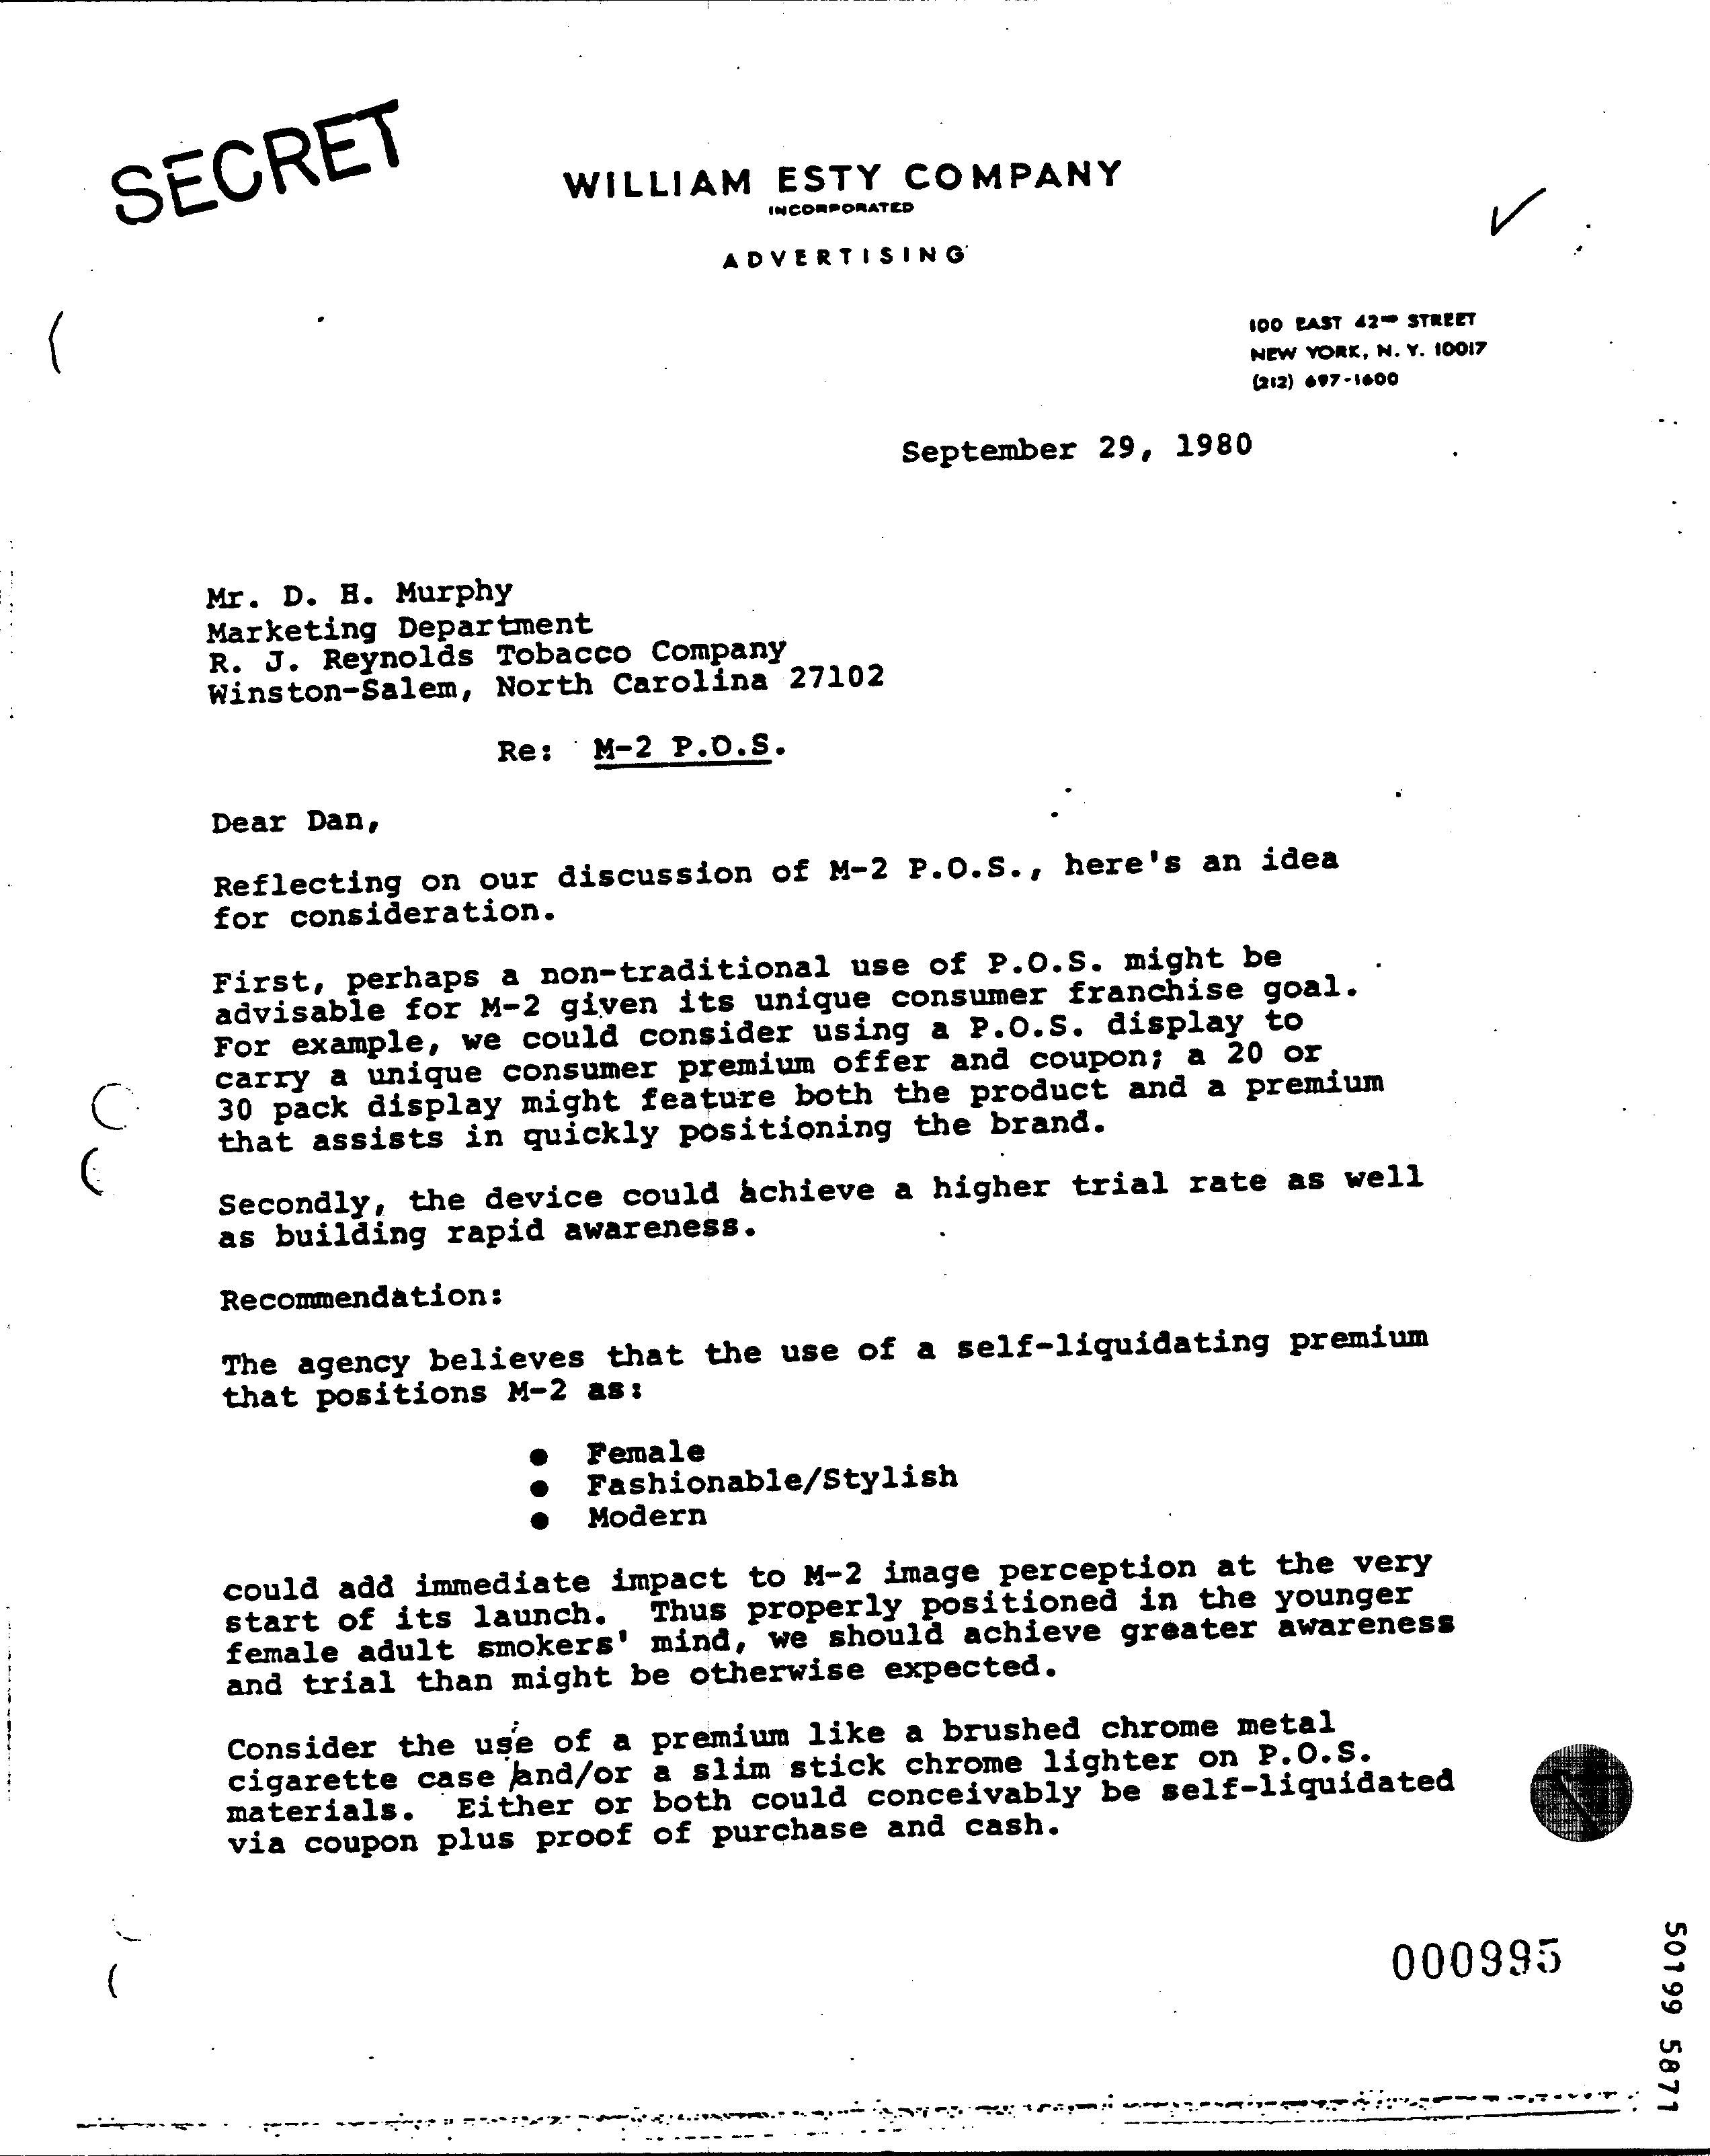 SECRET
WILLIAM ESTY COMPANY
INCORPORATED
ADVERTISING
100 EAST 42ND STREET
NEW YORK, N. Y. 10017
(212) 697-1600
September 29, 1980
Mr. D. H. Murphy
Marketing Department
R. J. Reynolds Tobacco Company
Winston-Salem, North Carolina 27102
Re: M-2 P.O.S.
Dear Dan,
Reflecting on our discussion of M-2 P.O.S., here's an idea
for consideration.
First, perhaps a non-traditional use of P.O.S. might be
advisable for M-2 given its unique consumer franchise goal.
For example, we could consider using a P.O.S. display to
carry a unique consumer premium offer and coupon; a 20 or
30 pack display might feature both the product and a premium
that assists in quickly positioning the brand.
Secondly, the device could achieve a higher trial rate as well
as building rapid awareness.
Recommendation:
The agency believes that the use of a self-liquidating premium
that positions M-2 as:
● Female
● Fashionable/Stylish
● Modern
could add immediate impact to M-2 image perception at the very
start of its launch. Thus properly positioned in the younger
female adult smokers' mind, we should achieve greater awareness
and trial than might be otherwise expected.
Consider the use of a premium like a brushed chrome metal
cigarette case and/or a slim stick chrome lighter on P.O.S.
materials. Either or both could conceivably be self-liquidated
via coupon plus proof of purchase and cash.
000995
50199 5871